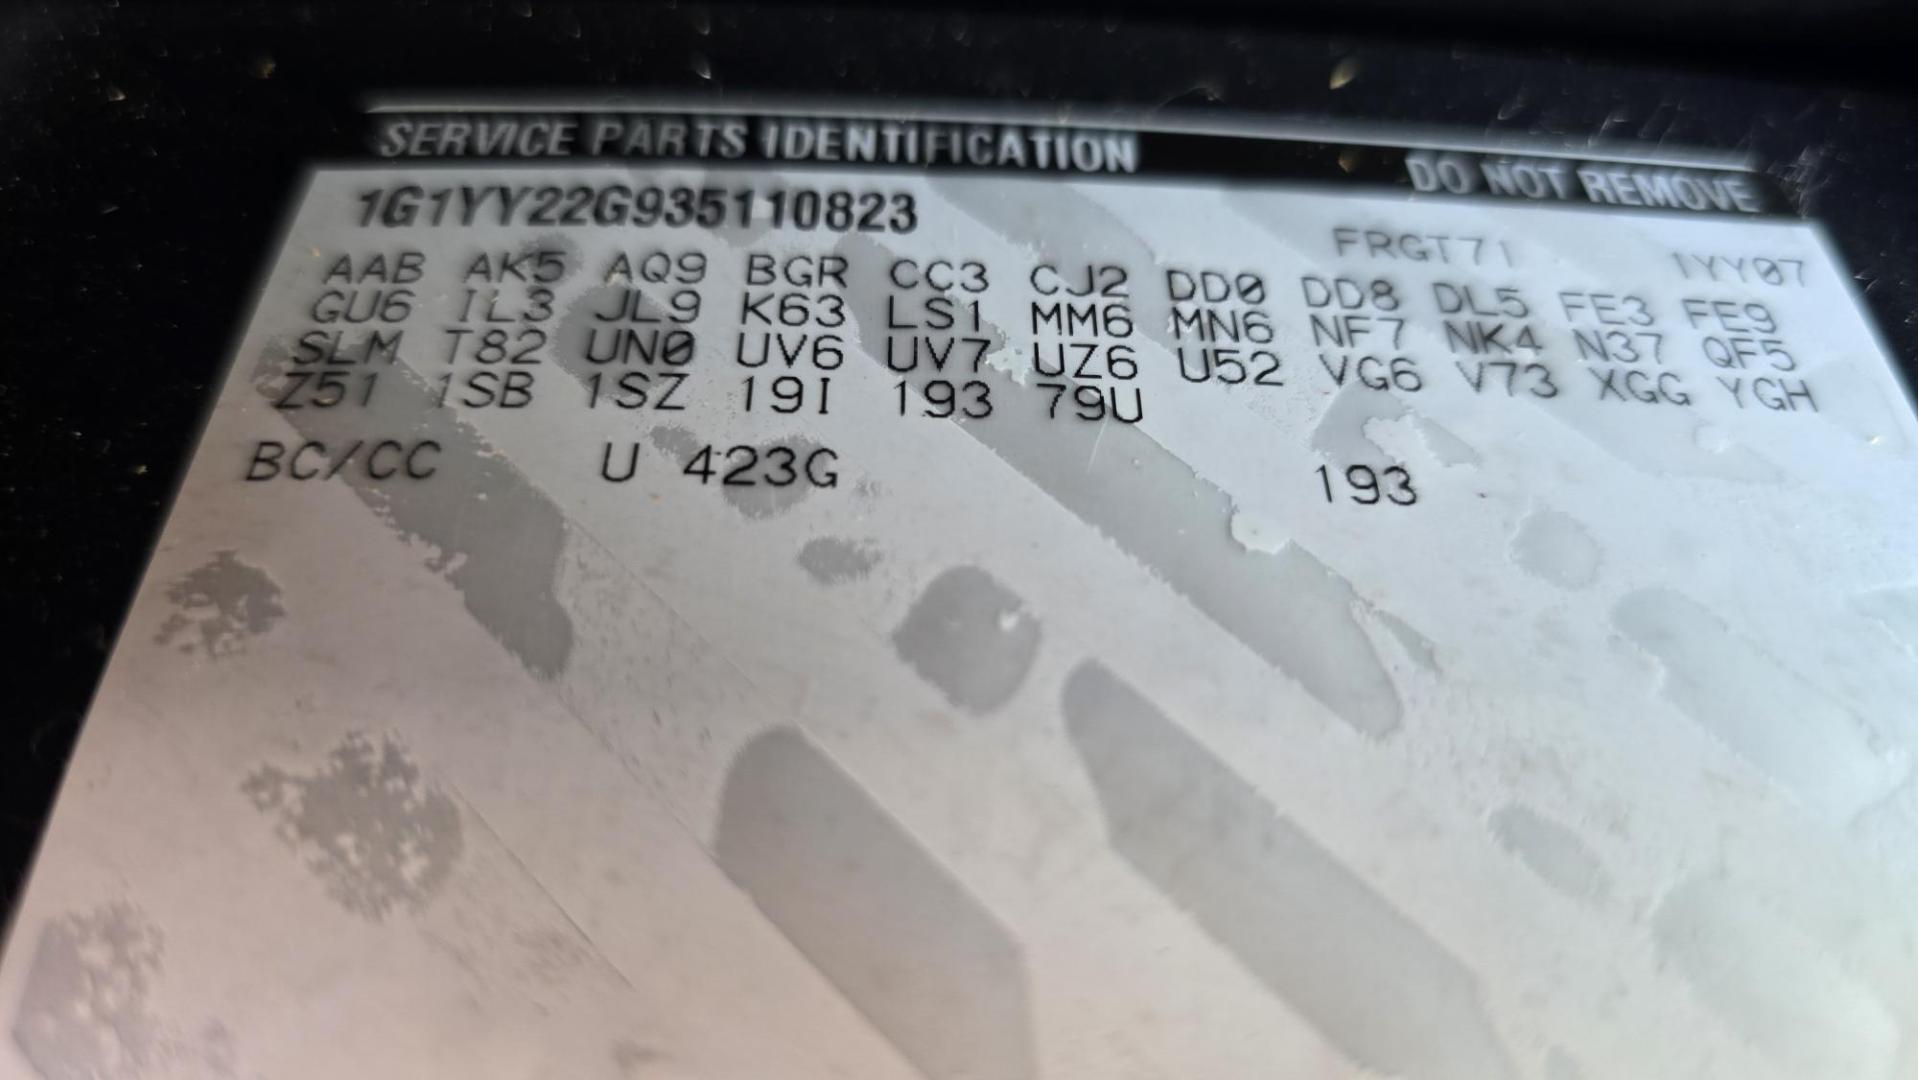 SERVICE PARTS IDENTIFICATION DO NOT REMOVE
1G1YY22G935110823 FRGT71 1YY07
AAB AK5 AQ9 BGR CC3 CJ2 DD0 DD8 DL5 FE3 FE9
GU6 IL3 JL9 K63 LS1 MM6 MN6 NF7 NK4 N37 QF5
SLM T82 UN0 UV6 UV7 UZ6 U52 VG6 V73 XGG YGH
Z51 1SB 1SZ 19I 193 79U
BC/CC U 423G 193